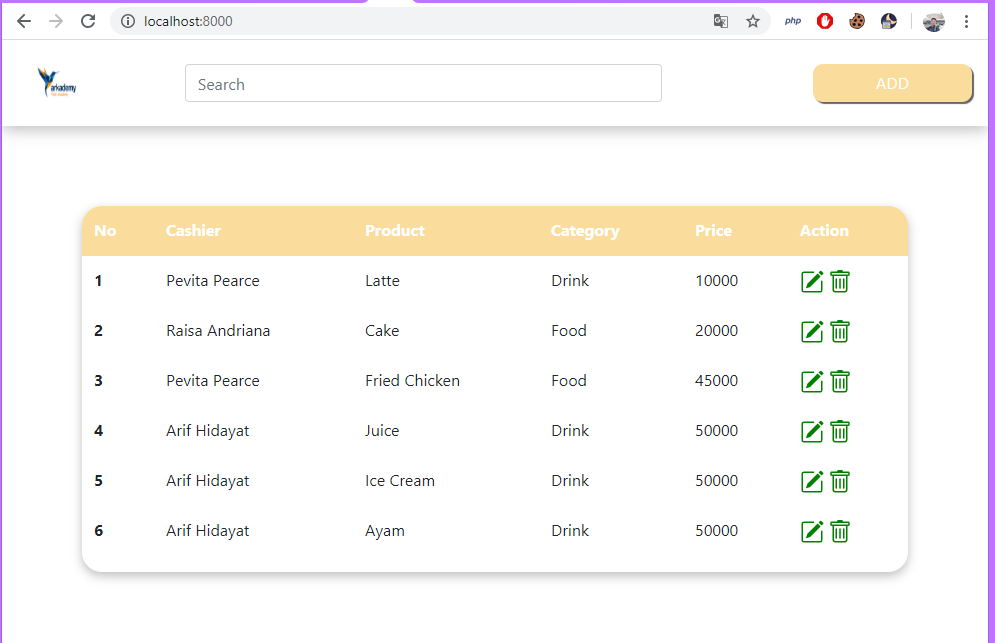 localhost:8000
php
arkademy
Search
ADD
No Cashier Product Category Price Action
1 Pevita Pearce Latte Drink 10000
2 Raisa Andriana Cake Food 20000
3 Pevita Pearce Fried Chicken Food 45000
4 Arif Hidayat Juice Drink 50000
5 Arif Hidayat Ice Cream Drink 50000
6 Arif Hidayat Ayam Drink 50000